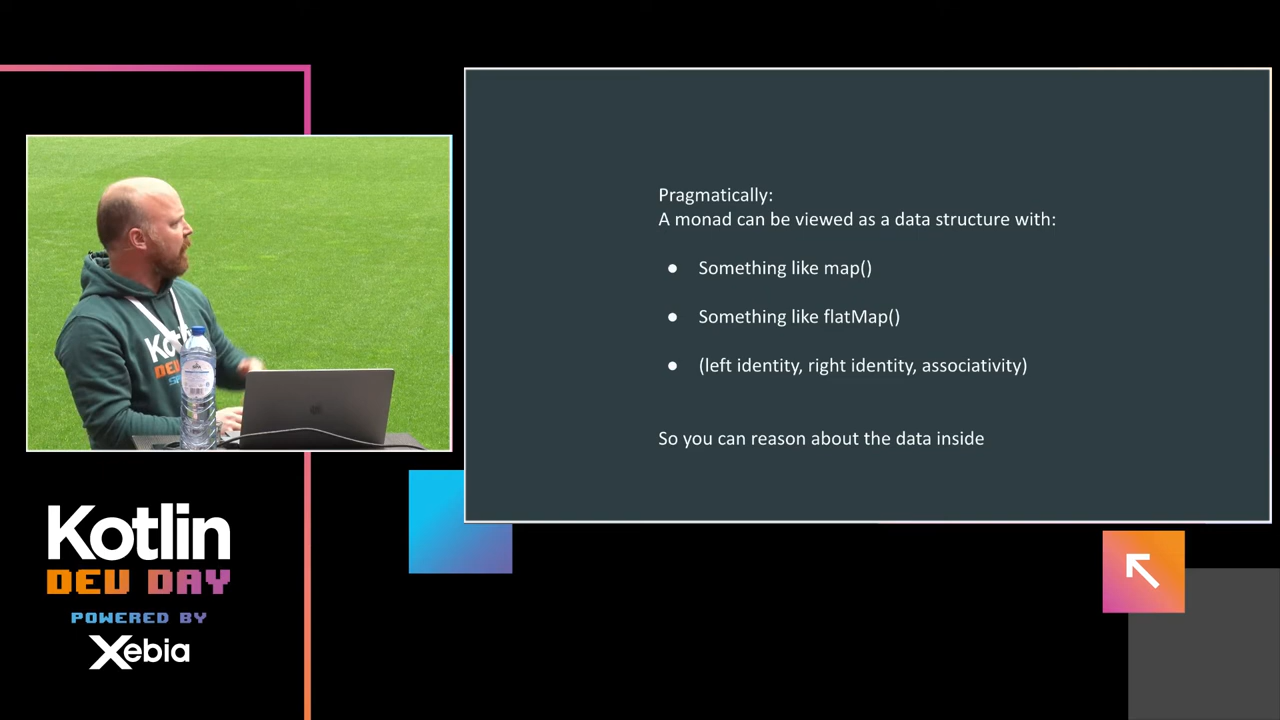 Pragmatically:
A monad can be viewed as a data structure with:
● Something like map()
● Something like flatMap()
● (left identity, right identity, associativity)
So you can reason about the data inside
Kotlin
DEV DAY
POWERED BY
Xebia
Kotl